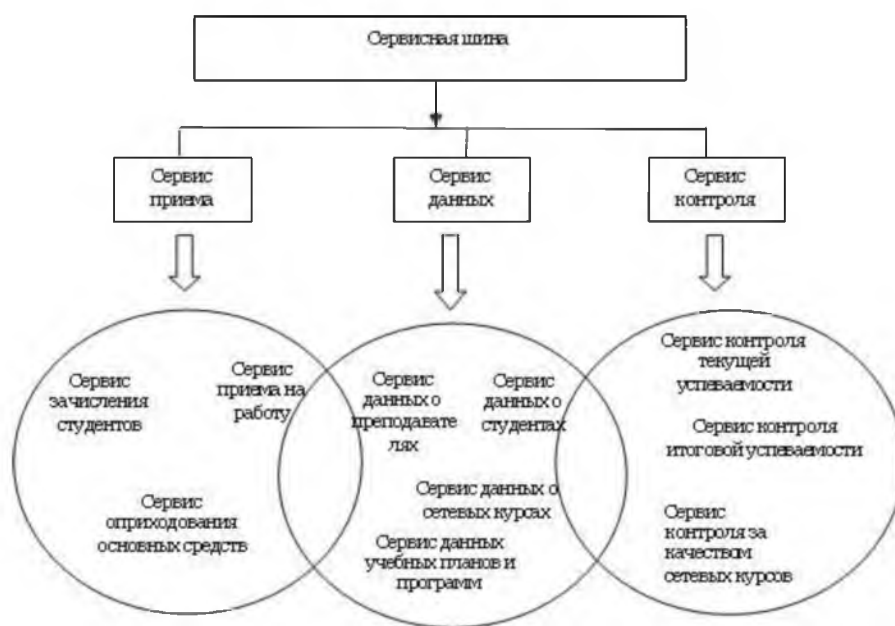 Сервисная шина
Сервис
приема
Сервис
данных
Сервис
контроля
Сервис
зачисления
студентов
Сервис
приема на
работу
Сервис
оприходования
основных средств
Сервис
данных о
преподавате
лях
Сервис
данных о
студентах
Сервис данных о
сетевых курсах
Сервис данных
учебных планов и
программ
Сервис контроля
текущей
успеваемости
Сервис контроля
итоговой успеваемости
Сервис
контроля за
качеством
сетевых курсов